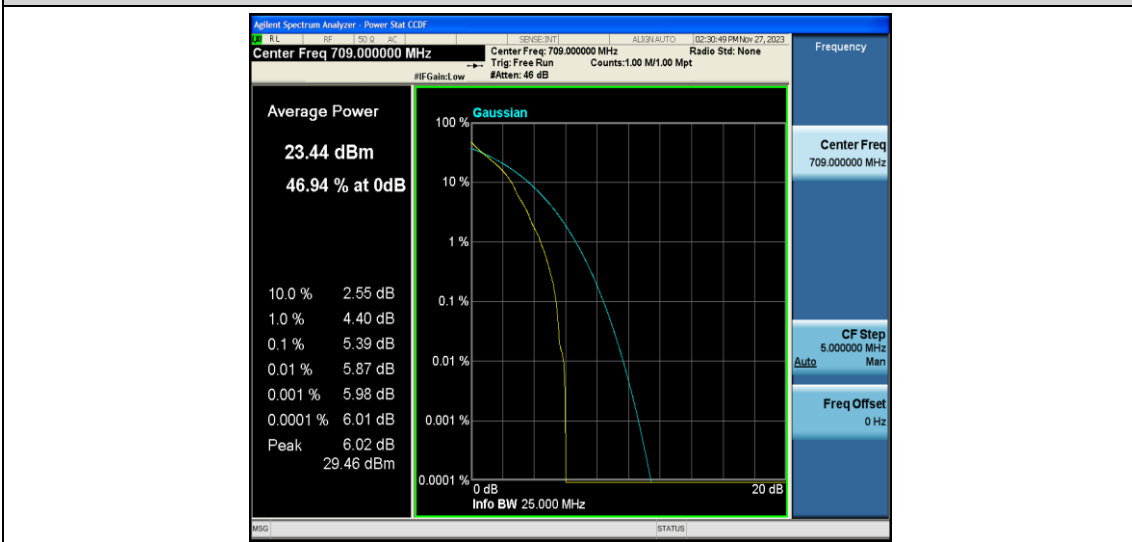 Agilent Spectrum Analyzer - Power Stat CCDF
RL RF 50 Ω AC SENSE:INT ALIGN AUTO 02:30:49 PM Nov 27, 2023
Center Freq 709.000000 MHz
Center Freq: 709.000000 MHz Radio Std: None
Trig: Free Run Counts:1.00 M/1.00 Mpt
#IFGain:Low #Atten: 46 dB
Frequency
Average Power
23.44 dBm
46.94 % at 0dB
10.0 % 2.55 dB
1.0 % 4.40 dB
0.1 % 5.39 dB
0.01 % 5.87 dB
0.001 % 5.98 dB
0.0001 % 6.01 dB
Peak 6.02 dB
29.46 dBm
Gaussian
100 %
10 %
1 %
0.1 %
0.01 %
0.001 %
0.0001 %
0 dB 20 dB
Info BW 25.000 MHz
Center Freq
709.000000 MHz
CF Step
5.000000 MHz
Auto Man
Freq Offset
0 Hz
MSG STATUS